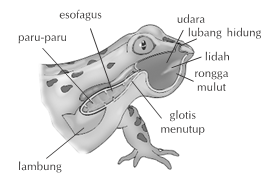 esofagus
paru-paru
udara
lubang hidung
lidah
rongga
mulut
glotis
menutup
lambung